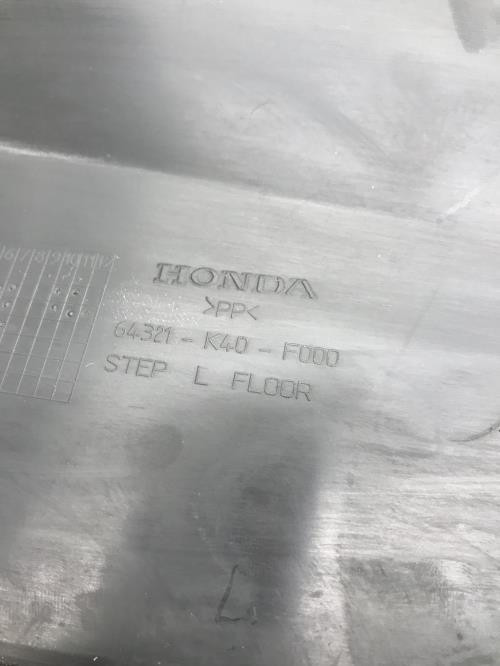 HONDA
>PP<
64321 - K40 - F000
STEP L FLOOR
L